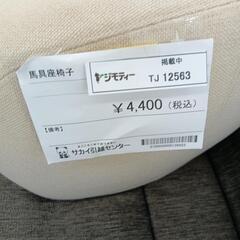 馬具座椅子
ジモティー
掲載中
TJ 12563
￥4,400（税込）
【備考】
サカイ引越センター